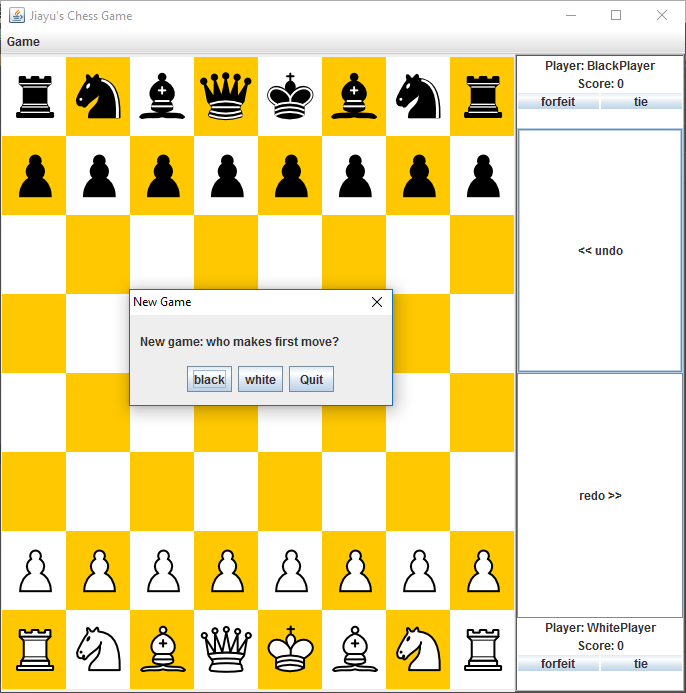 Jiayu's Chess Game
Game
Player: BlackPlayer
Score: 0
forfeit tie
<< undo
New Game
New game: who makes first move?
black white Quit
redo >>
Player: WhitePlayer
Score: 0
forfeit tie